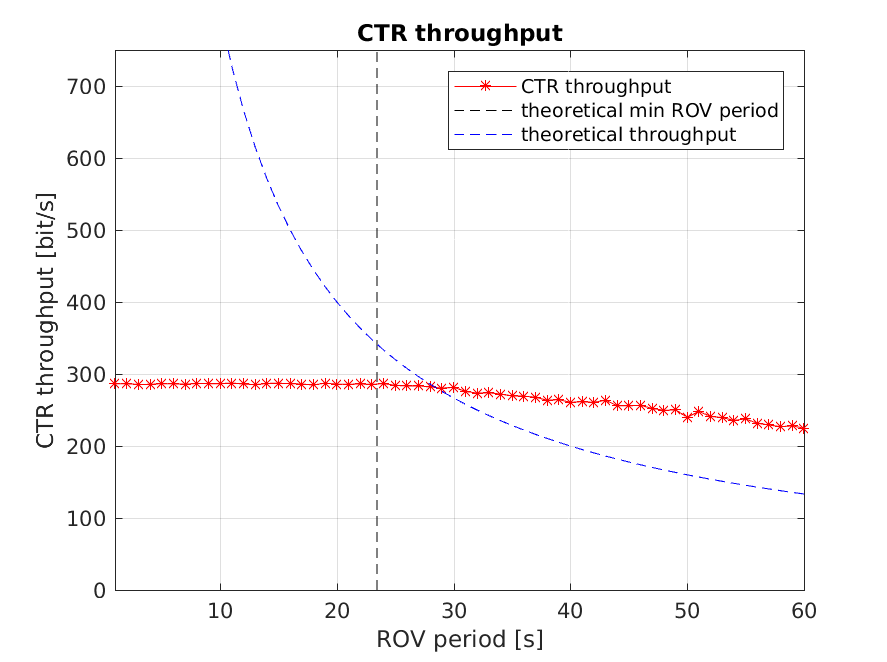 CTR throughput
CTR throughput
theoretical min ROV period
theoretical throughput
CTR throughput [bit/s]
700
600
500
400
300
200
100
0
10 20 30 40 50 60
ROV period [s]